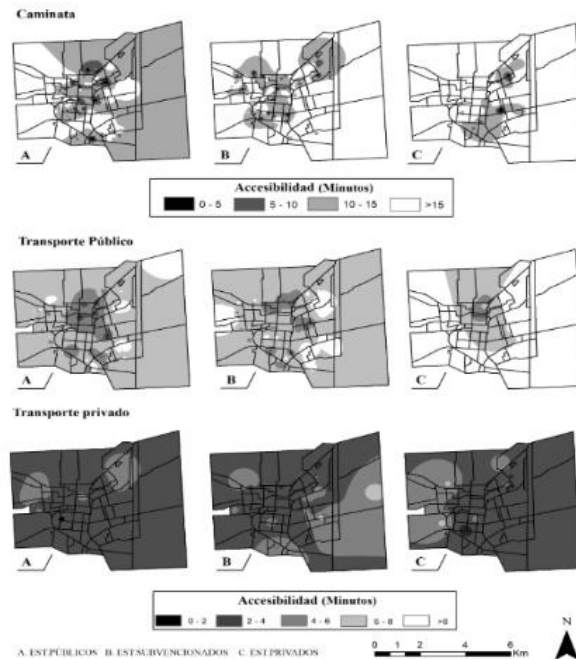 Caminata
A B C
Accesibilidad (Minutos)
0 - 5 5 - 10 10 - 15 >15
Transporte Público
A B C
Transporte privado
A B C
Accesibilidad (Minutos)
0 - 2 2 - 4 4 - 6 6 - 8 >8
A. EST.PÚBLICOS B. EST.SUBVENCIONADOS C. EST.PRIVADOS
0 1 2 4 6
Km
N